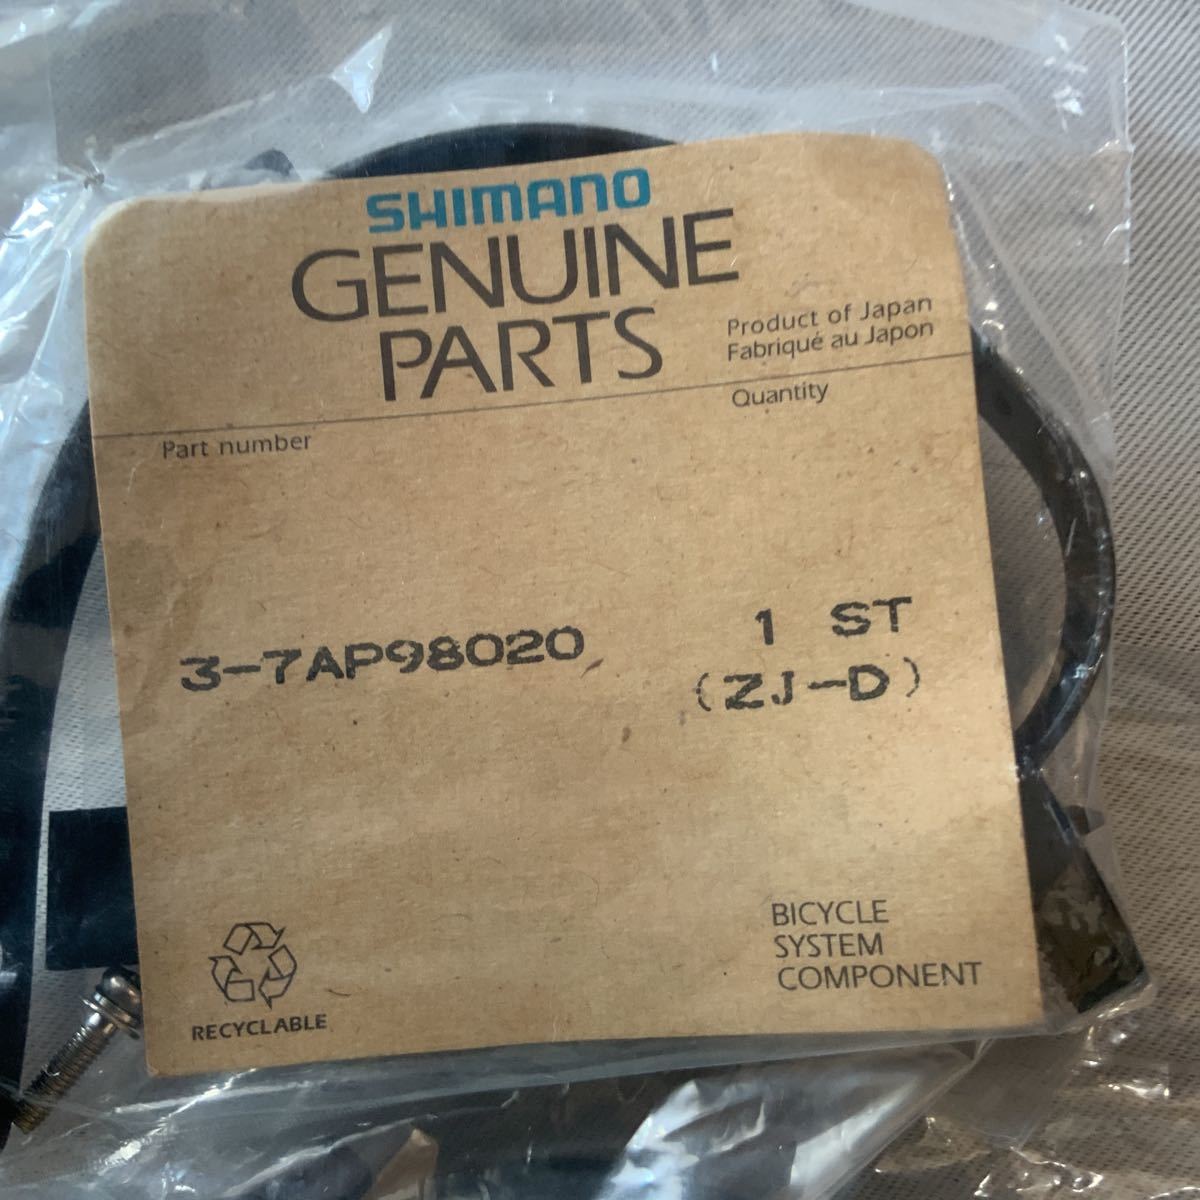 SHIMANO
GENUINE
PARTS
Product of Japan
Fabriqué au Japon
Part number
Quantity
3-7AP98020
1 ST
(ZJ-D)
RECYCLABLE
BICYCLE
SYSTEM
COMPONENT